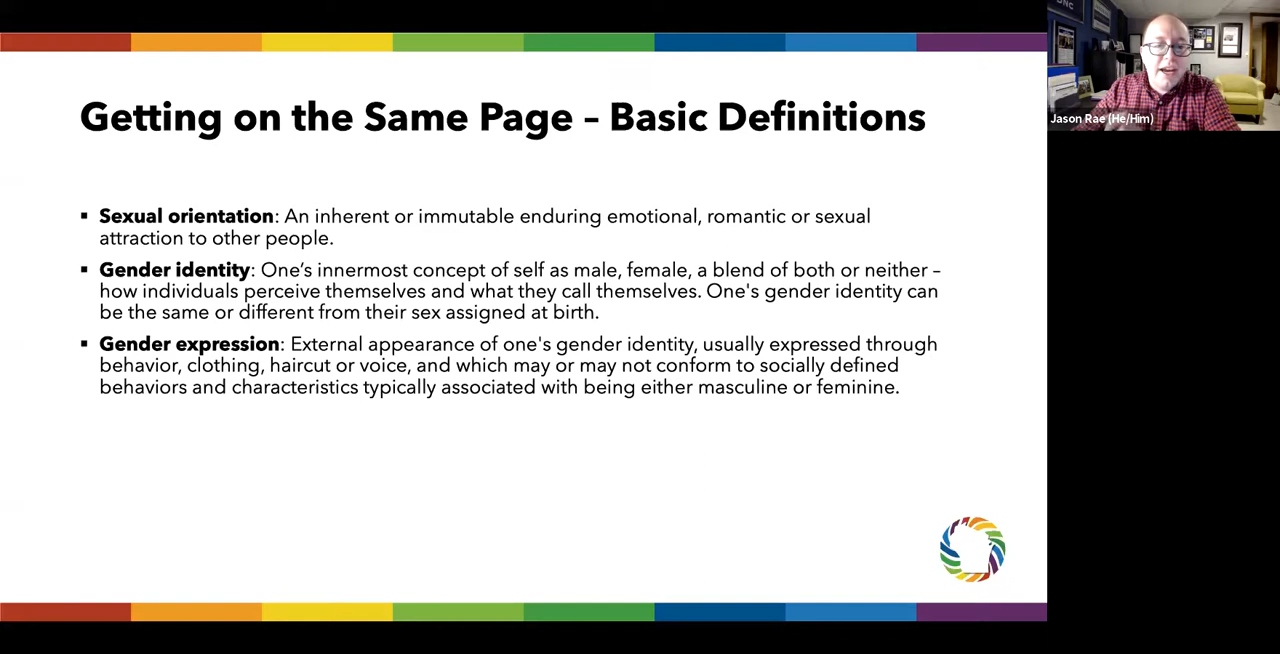 Getting on the Same Page – Basic Definitions
▪ Sexual orientation: An inherent or immutable enduring emotional, romantic or sexual
attraction to other people.
▪ Gender identity: One’s innermost concept of self as male, female, a blend of both or neither –
how individuals perceive themselves and what they call themselves. One's gender identity can
be the same or different from their sex assigned at birth.
▪ Gender expression: External appearance of one's gender identity, usually expressed through
behavior, clothing, haircut or voice, and which may or may not conform to socially defined
behaviors and characteristics typically associated with being either masculine or feminine.
Jason Rae (He/Him)